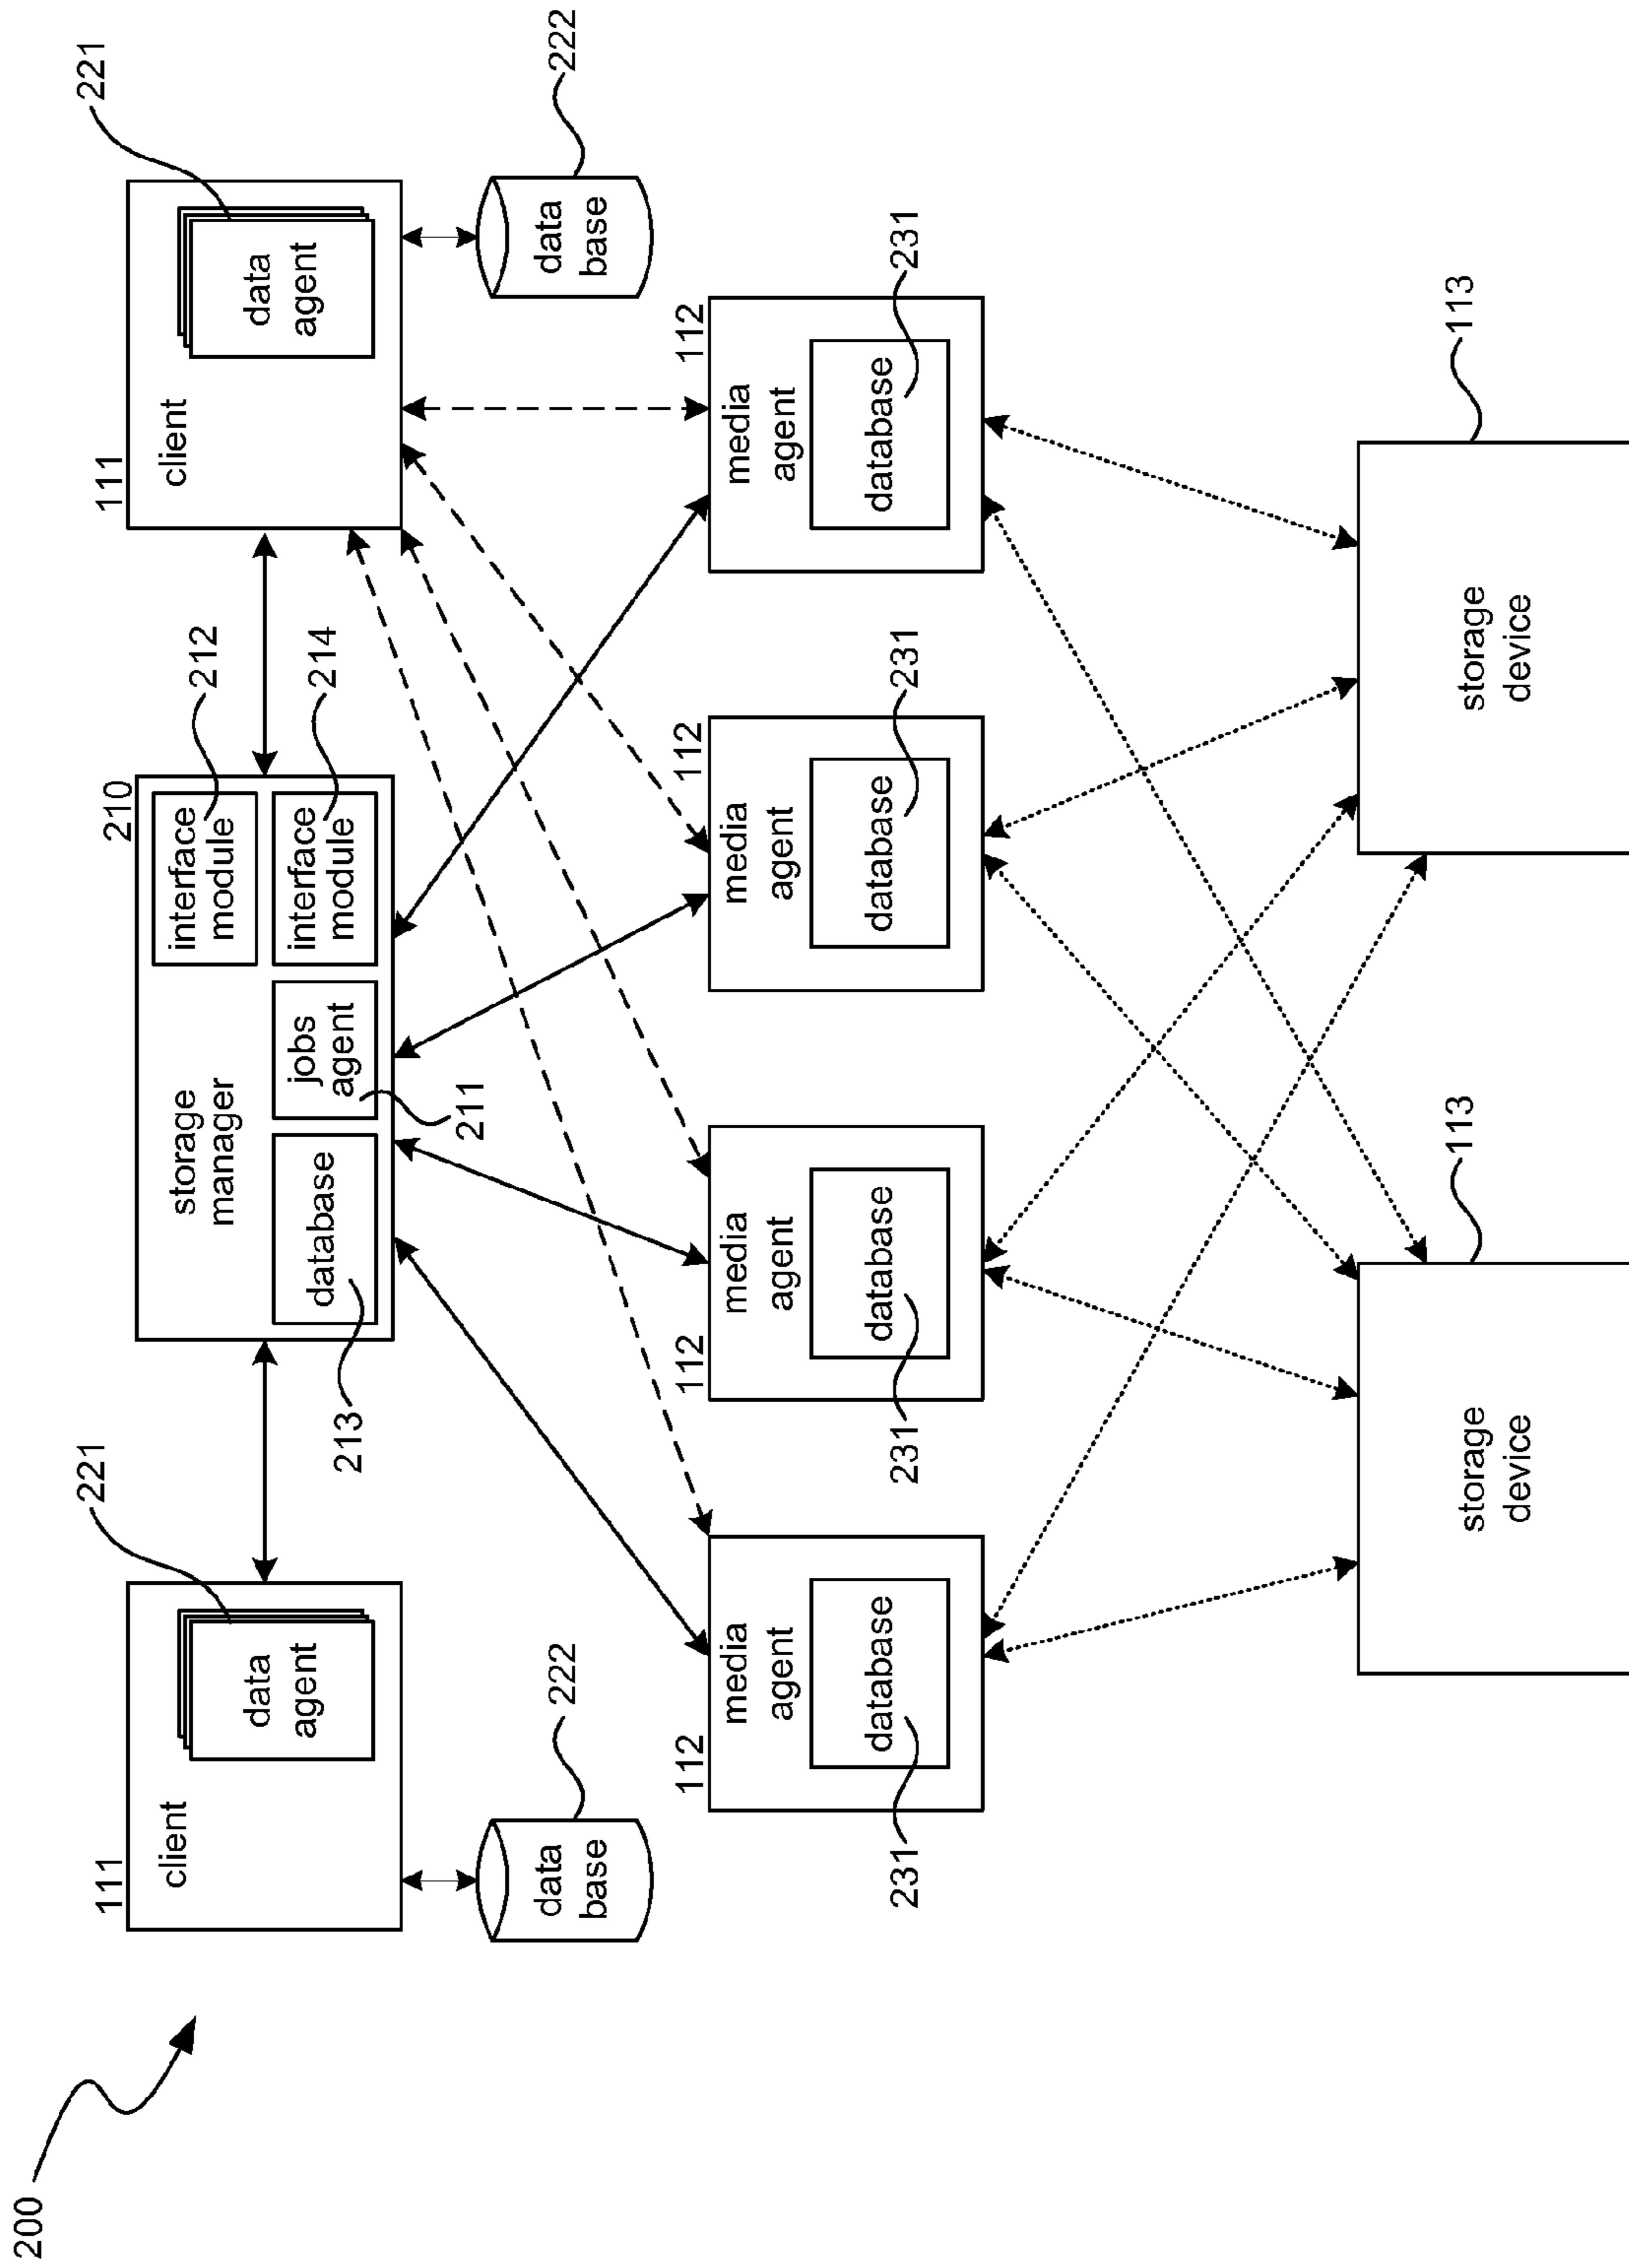 200
111
client
data
agent
221
data
base
222
210
storage
manager
database
213
jobs
agent
211
interface
module
212
interface
module
214
111
client
data
agent
221
data
base
222
112
media
agent
database
231
112
media
agent
database
231
112
media
agent
database
231
112
media
agent
database
231
storage
device
113
storage
device
113